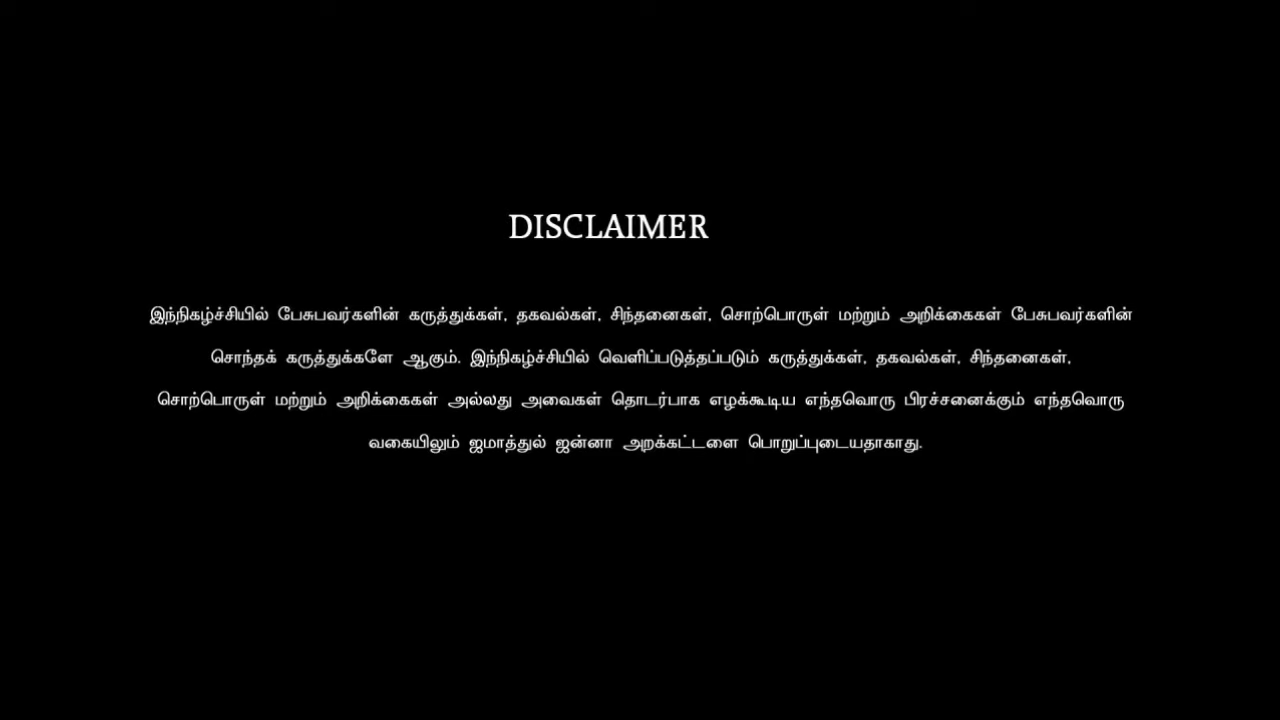 DISCLAIMER
இந்நிகழ்ச்சியில் பேசுபவர்களின் கருத்துக்கள், தகவல்கள், சிந்தனைகள், சொற்பொருள் மற்றும் அறிக்கைகள் பேசுபவர்களின்
சொந்தக் கருத்துக்களே ஆகும். இந்நிகழ்ச்சியில் வெளிப்படுத்தப்படும் கருத்துக்கள், தகவல்கள், சிந்தனைகள்,
சொற்பொருள் மற்றும் அறிக்கைகள் அல்லது அவைகள் தொடர்பாக எழக்கூடிய எந்தவொரு பிரச்சனைக்கும் எந்தவொரு
வகையிலும் ஜமாத்துல் ஜன்னா அறக்கட்டளை பொறுப்புடையதாகாது.